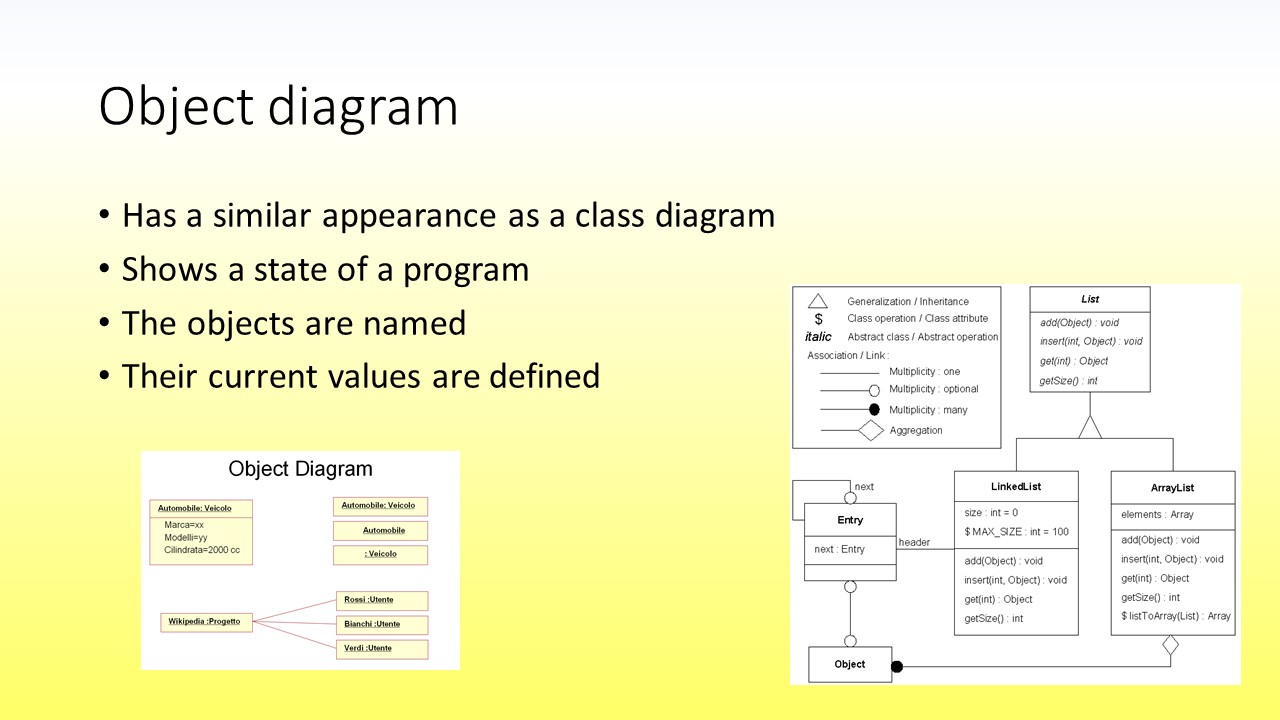 Object diagram
• Has a similar appearance as a class diagram
• Shows a state of a program
• The objects are named
• Their current values are defined
Object Diagram
Automobile: Veicolo
Marca=xx
Modelli=yy
Cilindrata=2000 cc
Automobile: Veicolo
Automobile
: Veicolo
Wikipedia :Progetto
Rossi :Utente
Bianchi :Utente
Verdi :Utente
Generalization / Inheritance
$ Class operation / Class attribute
italic Abstract class / Abstract operation
Association / Link :
Multiplicity : one
Multiplicity : optional
Multiplicity : many
Aggregation
List
add(Object) : void
insert(int, Object) : void
get(int) : Object
getSize() : int
next
Entry
next : Entry
header
LinkedList
size : int = 0
$ MAX_SIZE : int = 100
add(Object) : void
insert(int, Object) : void
get(int) : Object
getSize() : int
ArrayList
elements : Array
add(Object) : void
insert(int, Object) : void
get(int) : Object
getSize() : int
$ listToArray(List) : Array
Object